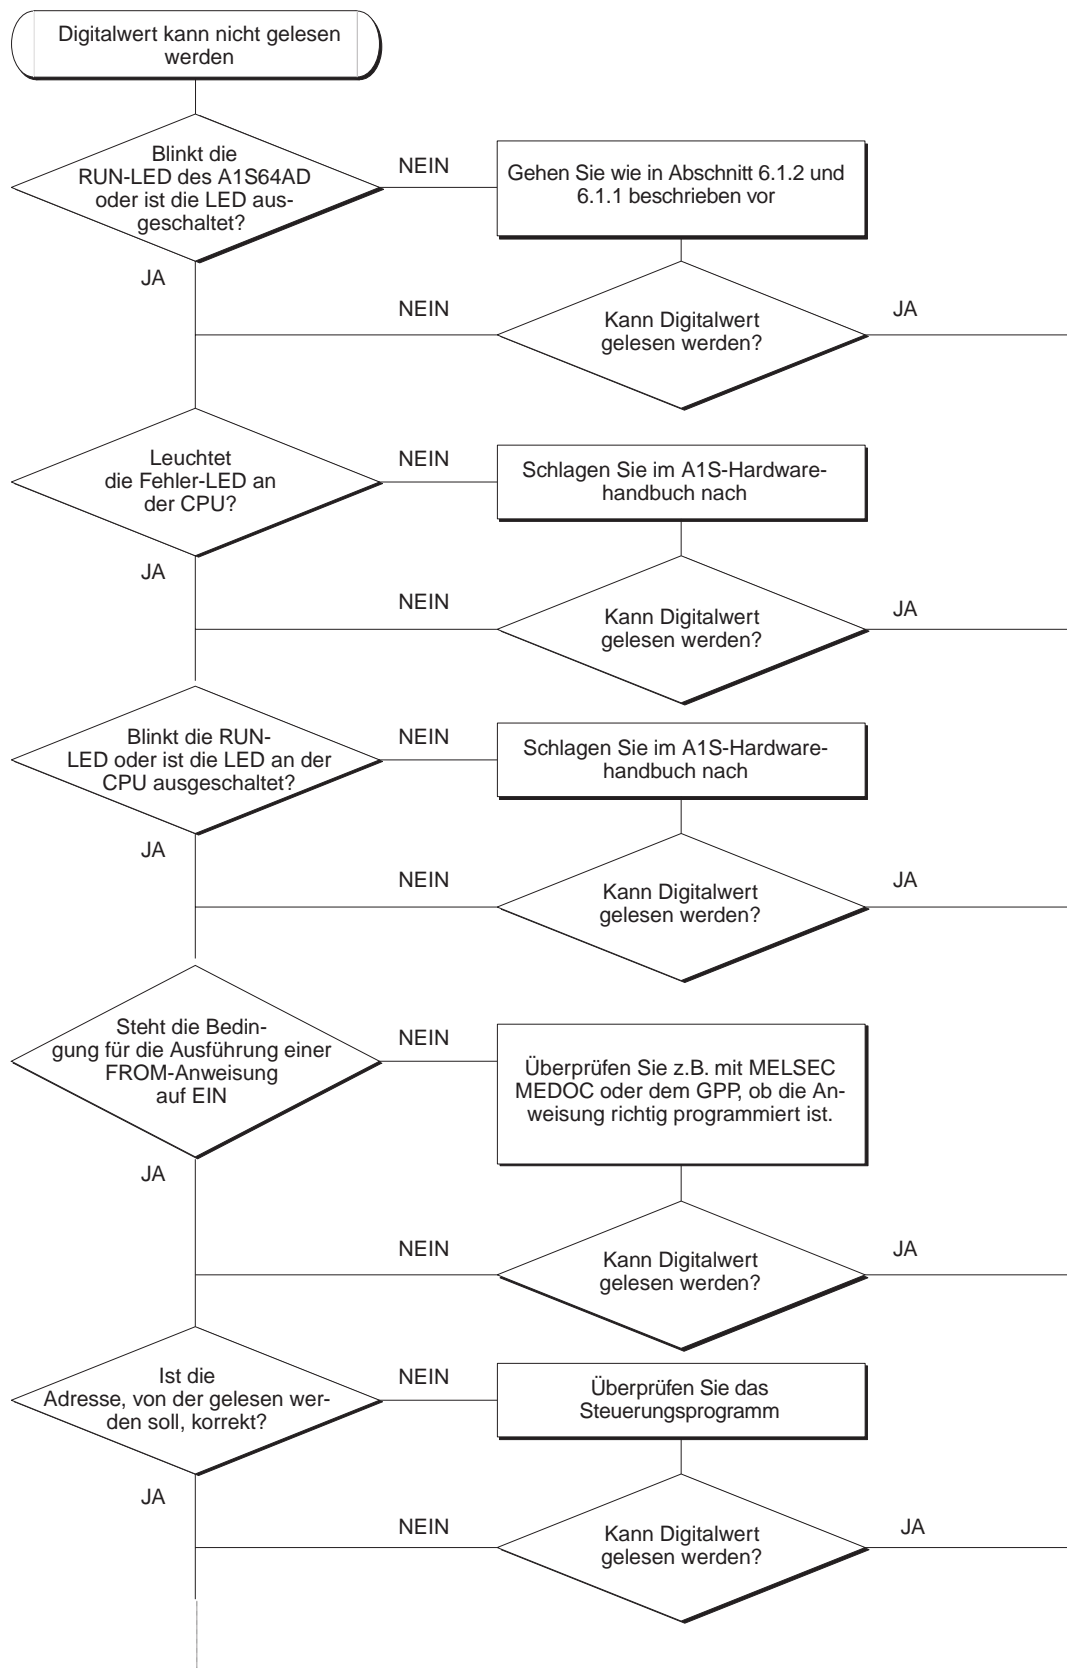 Digitalwert kann nicht gelesen
werden
Blinkt die
RUN-LED des A1S64AD
oder ist die LED aus-
geschaltet?
NEIN
Gehen Sie wie in Abschnitt 6.1.2 und
6.1.1 beschrieben vor
JA
NEIN
Kann Digitalwert
gelesen werden?
JA
Leuchtet
die Fehler-LED an
der CPU?
NEIN
Schlagen Sie im A1S-Hardware-
handbuch nach
JA
NEIN
Kann Digitalwert
gelesen werden?
JA
Blinkt die RUN-
LED oder ist die LED an der
CPU ausgeschaltet?
NEIN
Schlagen Sie im A1S-Hardware-
handbuch nach
JA
NEIN
Kann Digitalwert
gelesen werden?
JA
Steht die Bedin-
gung für die Ausführung einer
FROM-Anweisung
auf EIN
NEIN
Überprüfen Sie z.B. mit MELSEC
MEDOC oder dem GPP, ob die An-
weisung richtig programmiert ist.
JA
NEIN
Kann Digitalwert
gelesen werden?
JA
Ist die
Adresse, von der gelesen wer-
den soll, korrekt?
NEIN
Überprüfen Sie das
Steuerungsprogramm
JA
NEIN
Kann Digitalwert
gelesen werden?
JA